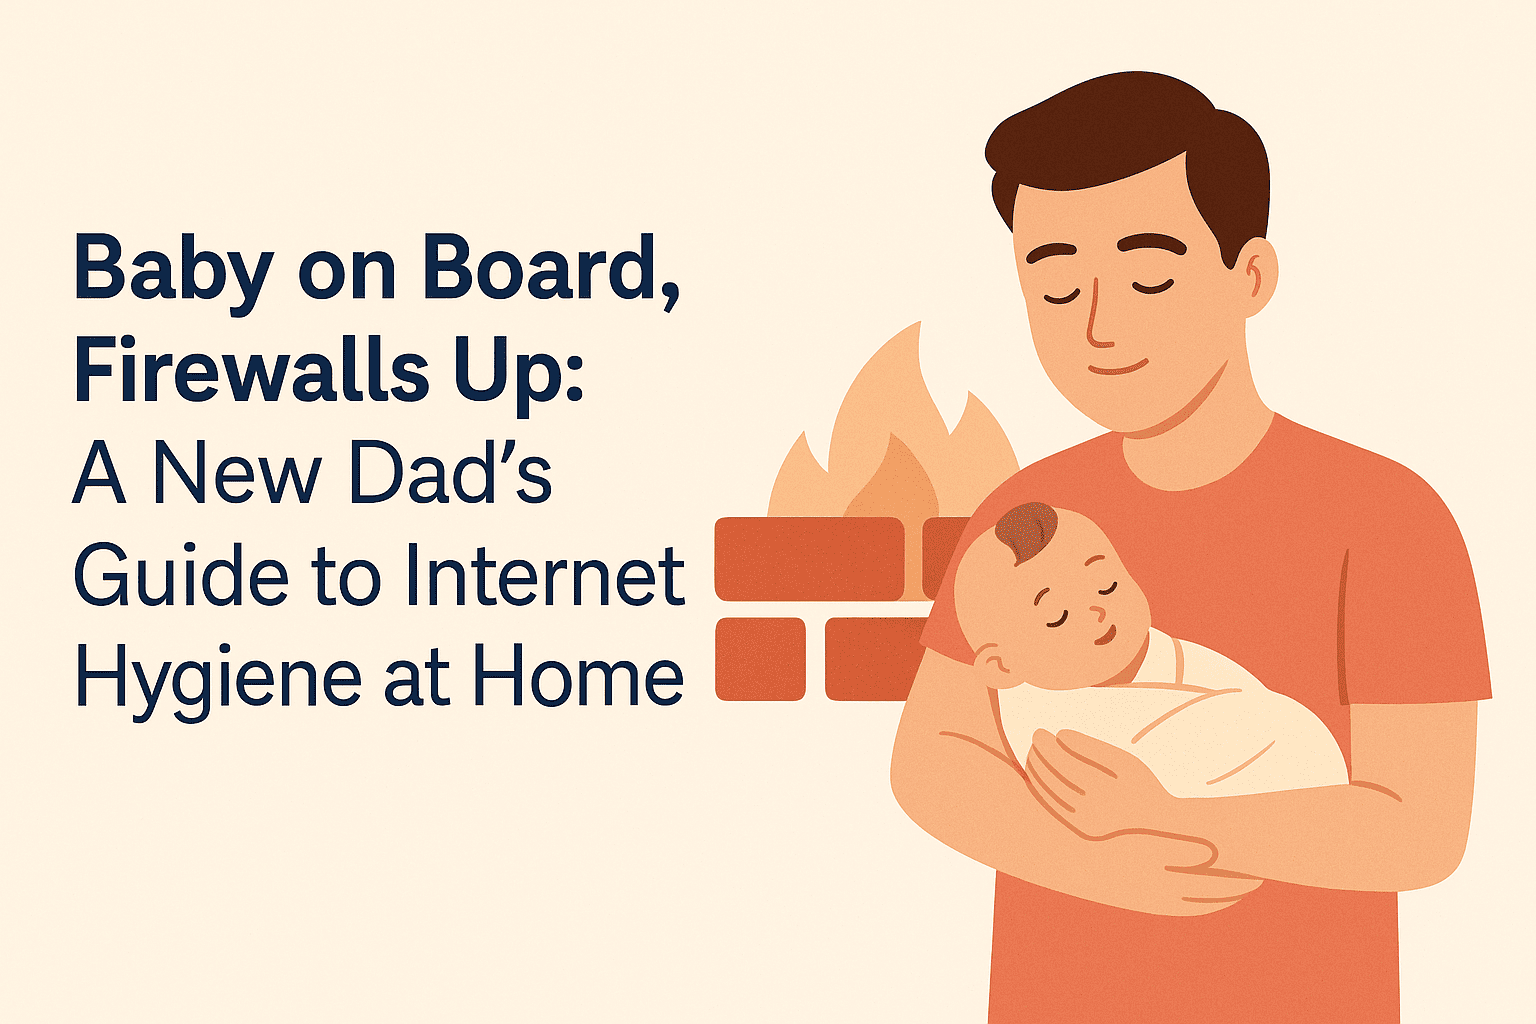 Baby on Board,
Firewalls Up:
A New Dad’s
Guide to Internet
Hygiene at Home